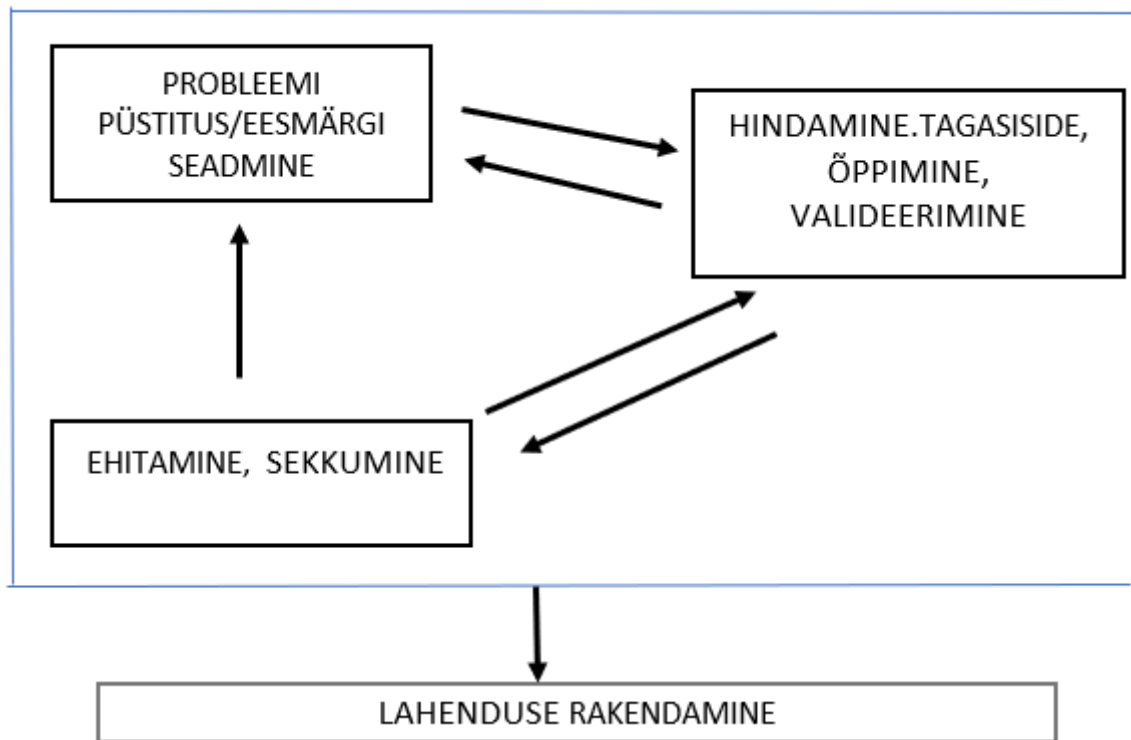 PROBLEEMI
PÜSTITUS/EESMÄRGI
SEADMINE
HINDAMINE.TAGASISIDE,
ÕPPIMINE,
VALIDEERIMINE
EHITAMINE, SEKKUMINE
LAHENDUSE RAKENDAMINE